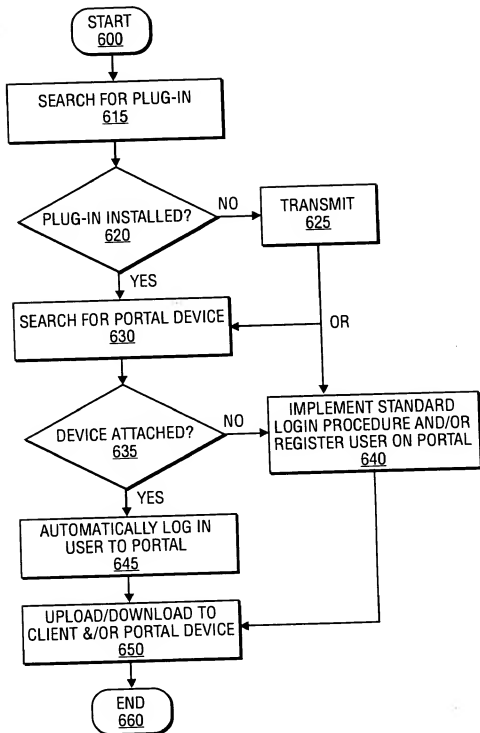 START
600
SEARCH FOR PLUG-IN
615
PLUG-IN INSTALLED?
620
NO
TRANSMIT
625
YES
OR
SEARCH FOR PORTAL DEVICE
630
DEVICE ATTACHED?
635
NO
IMPLEMENT STANDARD
LOGIN PROCEDURE AND/OR
REGISTER USER ON PORTAL
640
YES
AUTOMATICALLY LOG IN
USER TO PORTAL
645
UPLOAD/DOWNLOAD TO
CLIENT &/OR PORTAL DEVICE
650
END
660